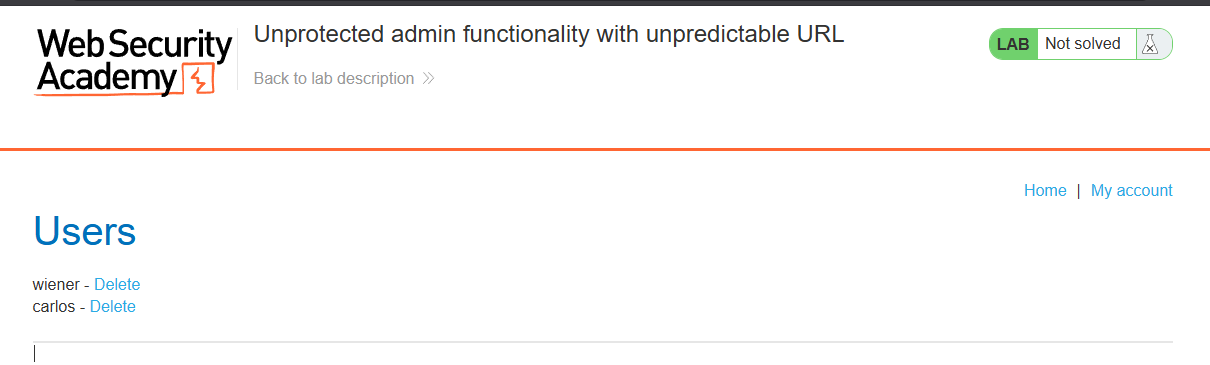 Web Security
Academy
Unprotected admin functionality with unpredictable URL
Back to lab description
LAB Not solved
Home | My account
Users
wiener - Delete
carlos - Delete